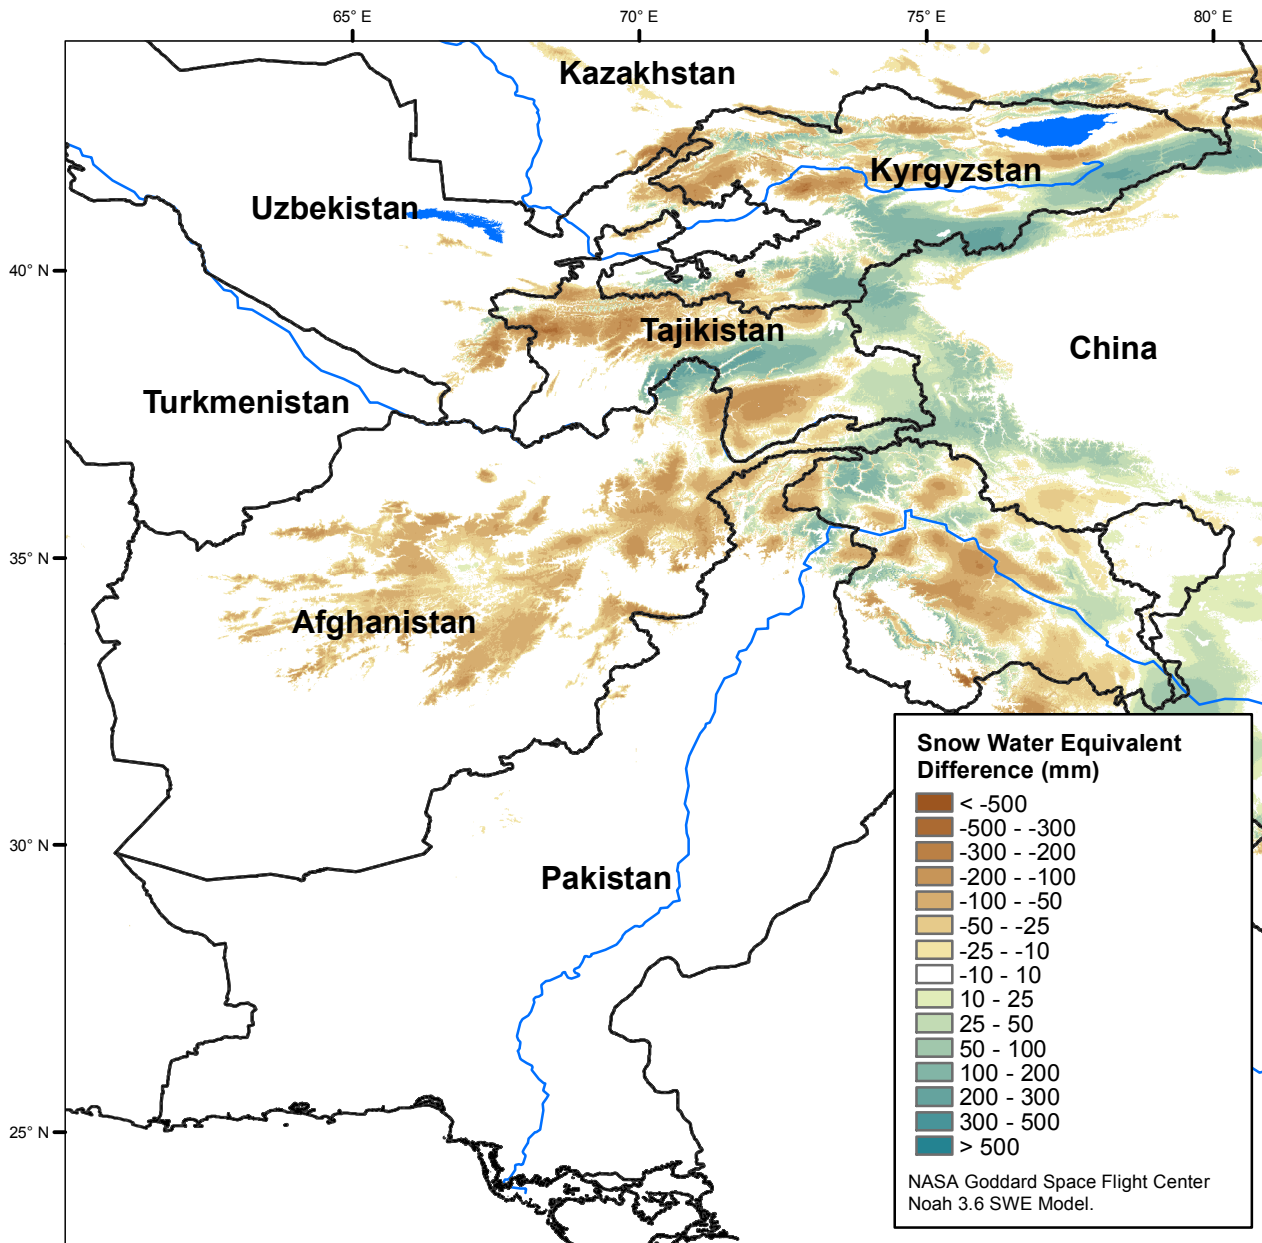 65° E
70° E
75° E
80° E
Kazakhstan
Kyrgyzstan
Uzbekistan
40° N
Tajikistan
China
Turkmenistan
35° N
Afghanistan
30° N
Pakistan
25° N
Snow Water Equivalent
Difference (mm)
< -500
-500 - -300
-300 - -200
-200 - -100
-100 - -50
-50 - -25
-25 - -10
-10 - 10
10 - 25
25 - 50
50 - 100
100 - 200
200 - 300
300 - 500
> 500
NASA Goddard Space Flight Center
Noah 3.6 SWE Model.